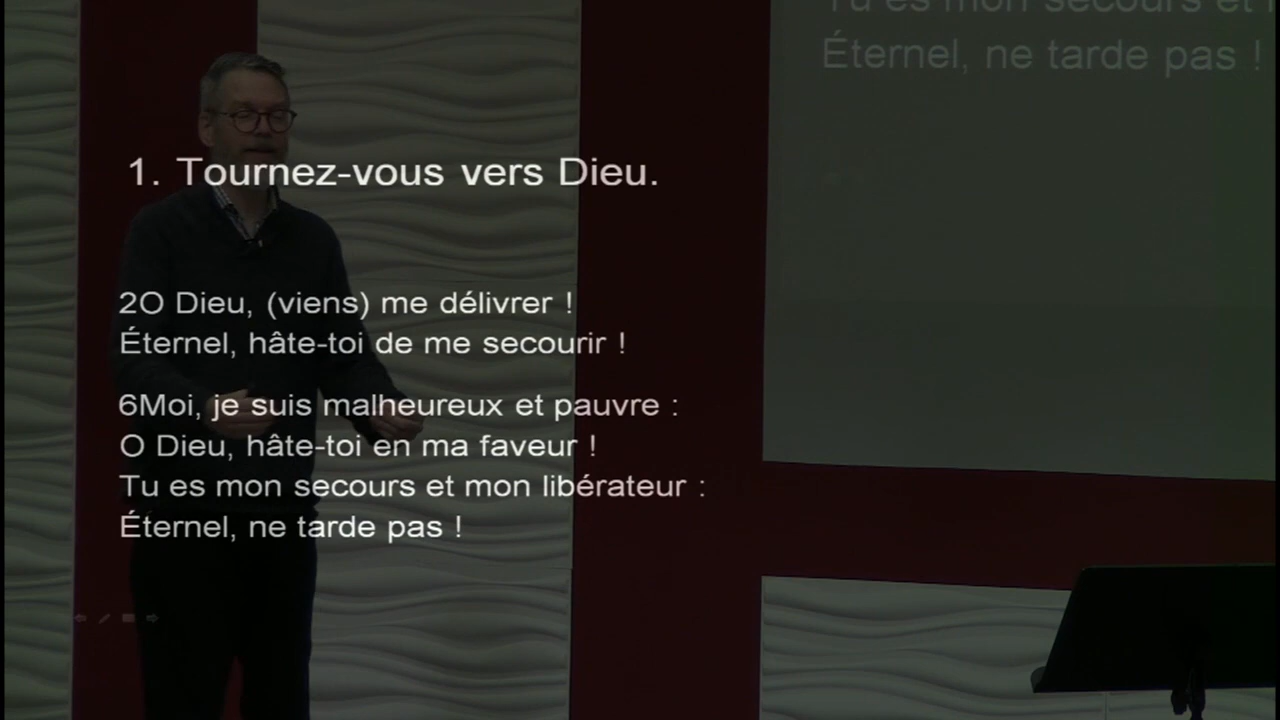 Tu es mon secours et
Éternel, ne tarde pas !
1. Tournez-vous vers Dieu.
2O Dieu, (viens) me délivrer !
Éternel, hâte-toi de me secourir !
6Moi, je suis malheureux et pauvre :
O Dieu, hâte-toi en ma faveur !
Tu es mon secours et mon libérateur :
Éternel, ne tarde pas !